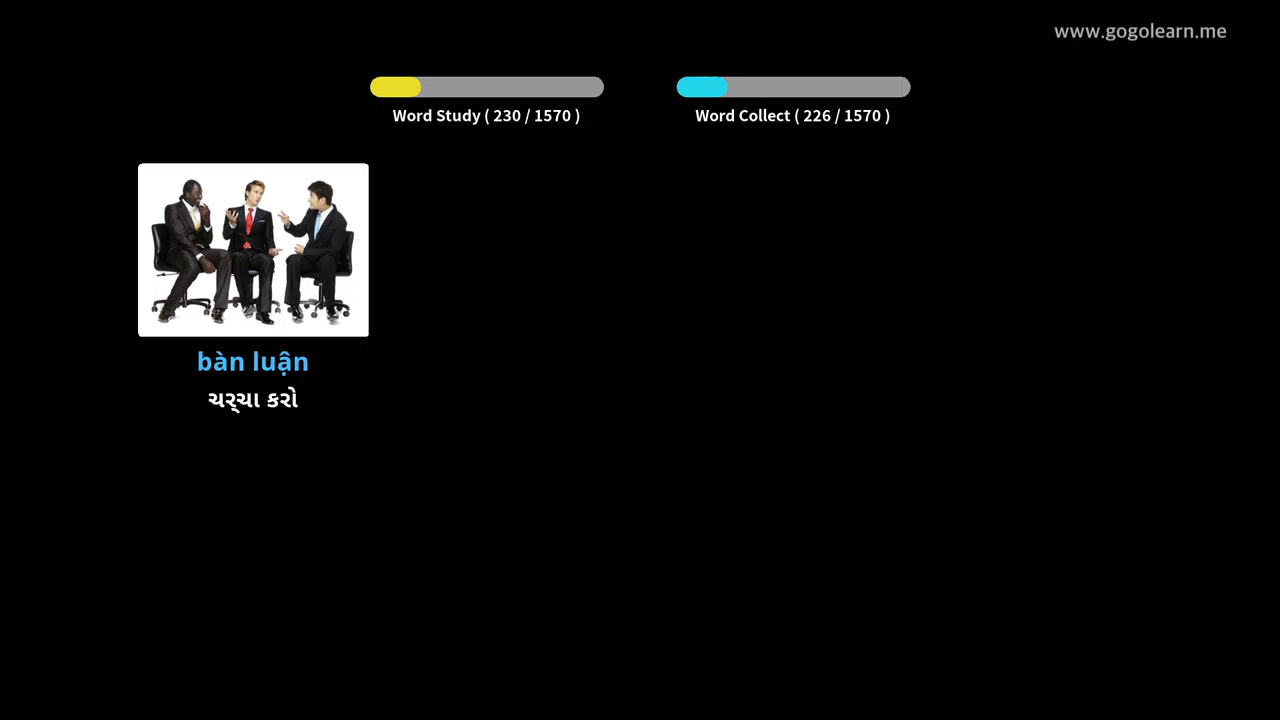 www.gogolearn.me
Word Study ( 230 / 1570 )
Word Collect ( 226 / 1570 )
bàn luận
ચર્ચા કરો